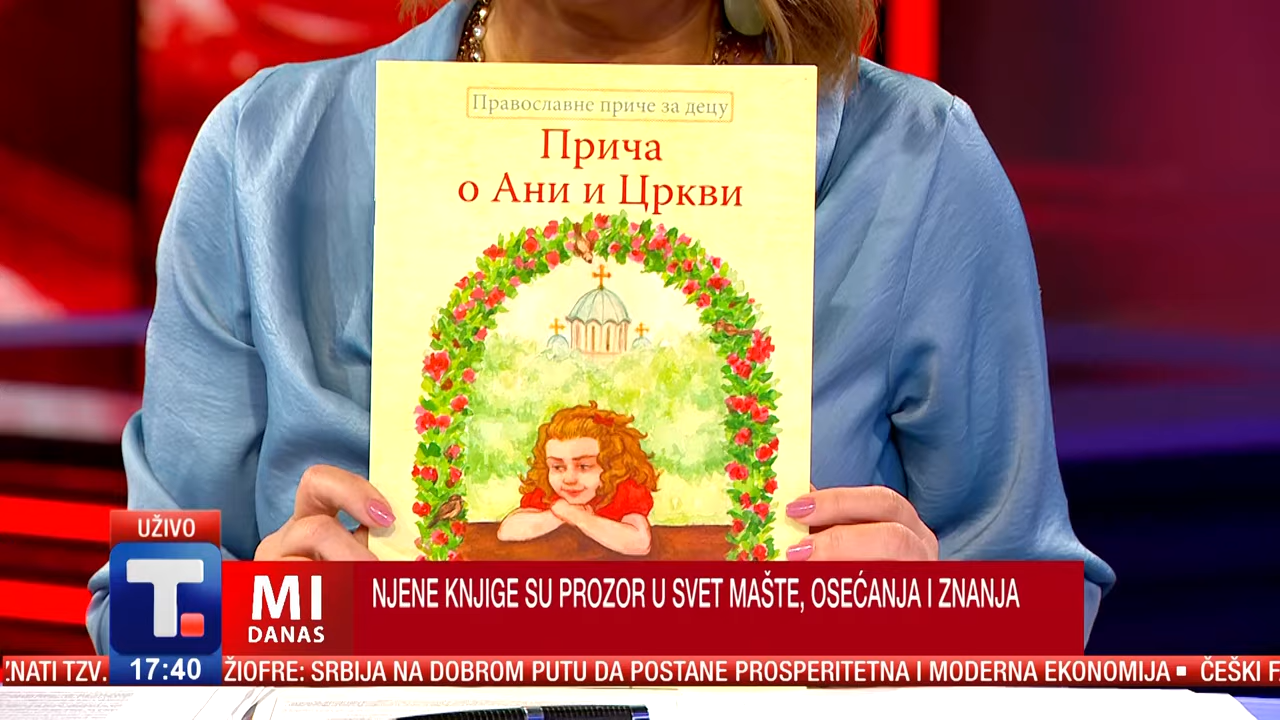 Православне приче за децу
Прича
о Ани и Цркви
UŽIVO
T.
MI
DANAS
NJENE KNJIGE SU PROZOR U SVET MAŠTE, OSEĆANJA I ZNANJA
17:40
TZV.
ŽIOFRE: SRBIJA NA DOBROM PUTU DA POSTANE PROSPERITETNA I MODERNA EKONOMIJA ▪ ČEŠKI